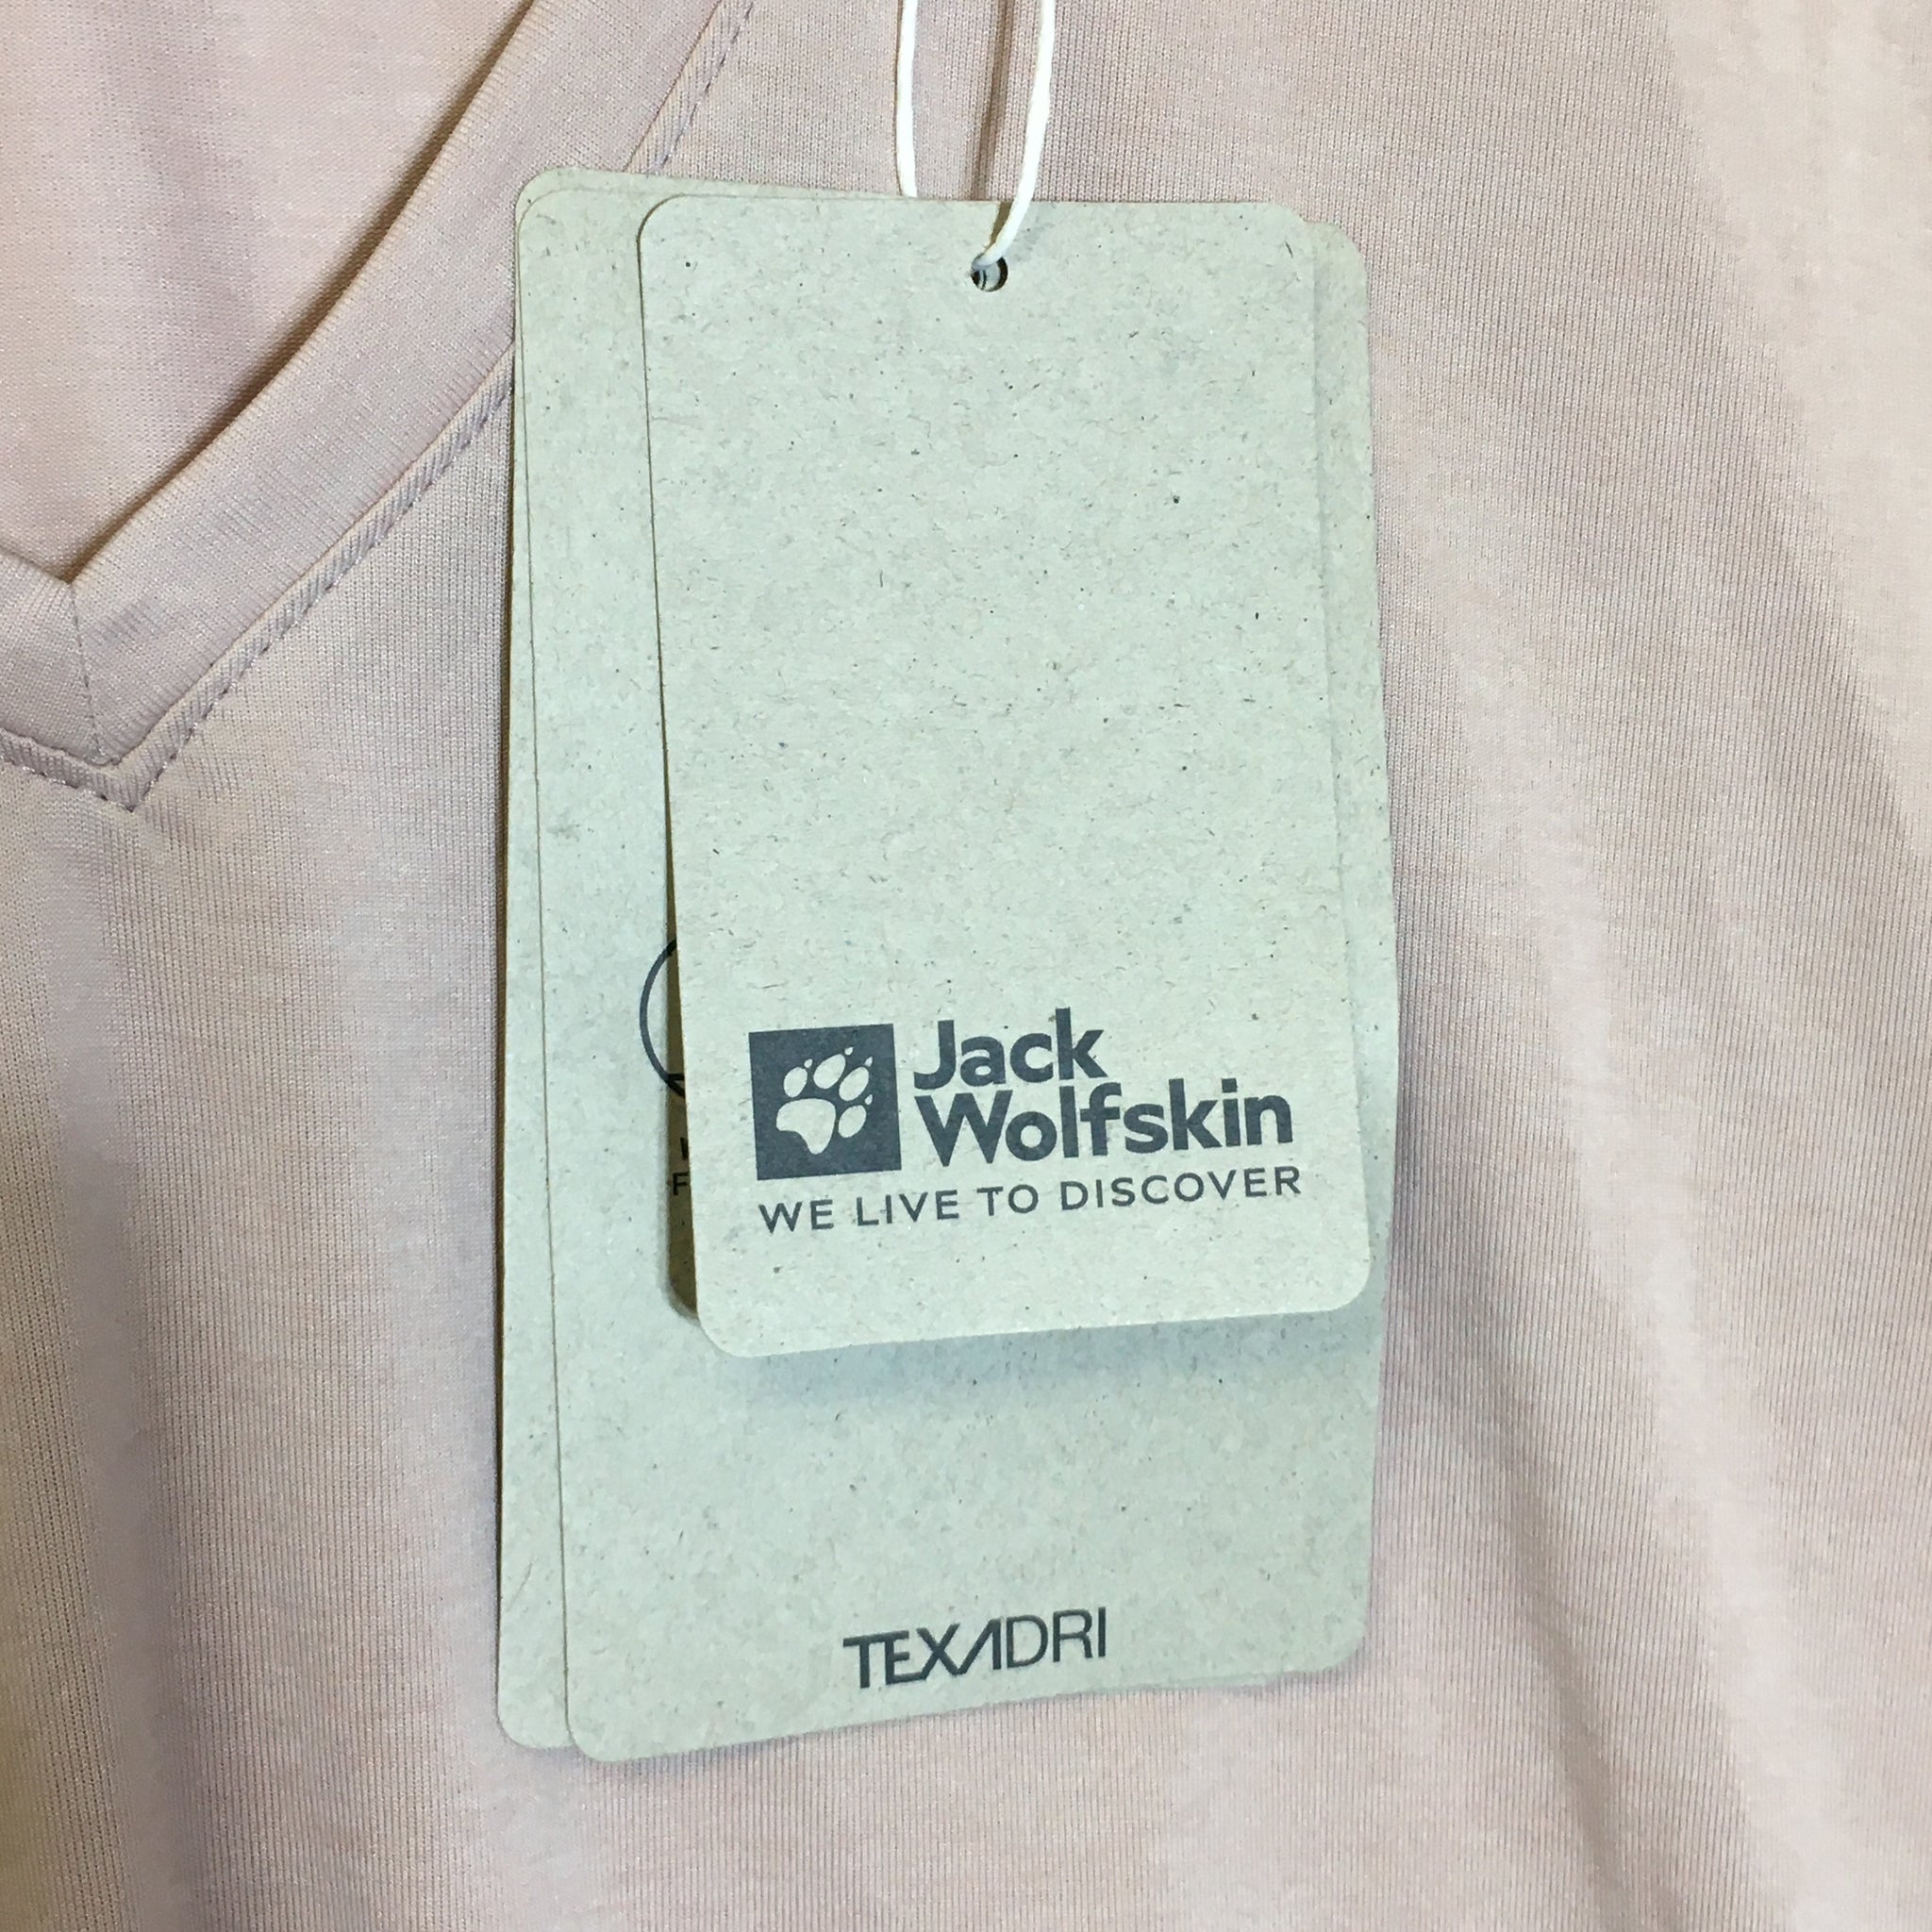 Jack
Wolfskin
WE LIVE TO DISCOVER
TEXADRI